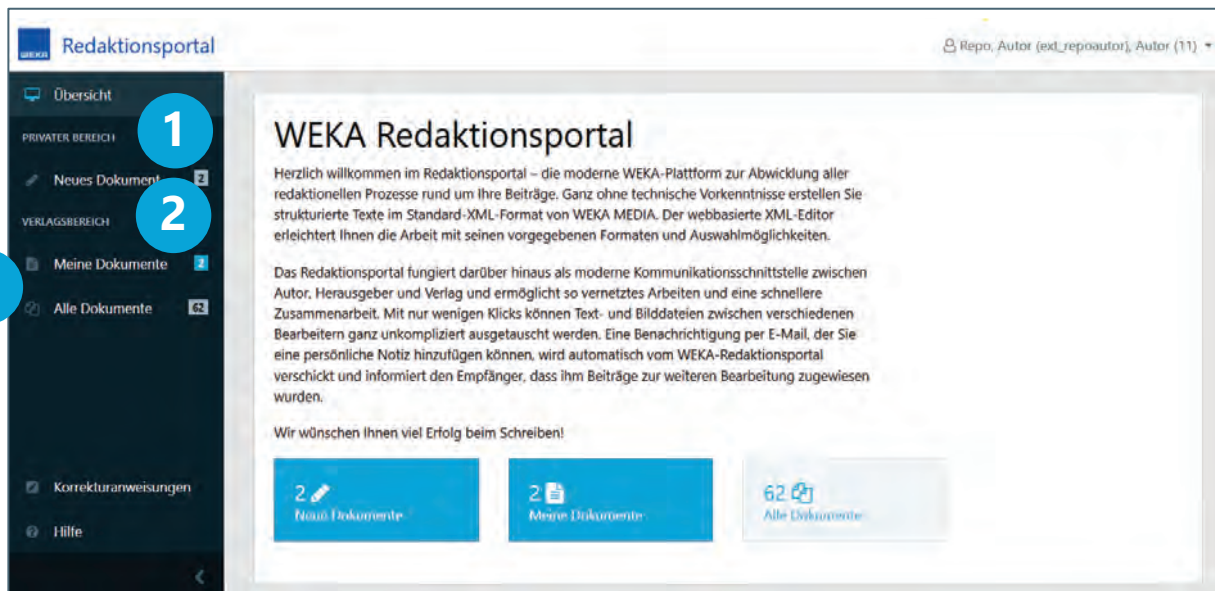 WEKA
Redaktionsportal
Repo, Autor (ext_repoautor), Autor (11)
Übersicht
PRIVATER BEREICH
1
Neues Dokument 2
2
VERLAGSBEREICH
Meine Dokumente 2
Alle Dokumente 62
Korrekturanweisungen
Hilfe
WEKA Redaktionsportal
Herzlich willkommen im Redaktionsportal – die moderne WEKA-Plattform zur Abwicklung aller
redaktionellen Prozesse rund um Ihre Beiträge. Ganz ohne technische Vorkenntnisse erstellen Sie
strukturierte Texte im Standard-XML-Format von WEKA MEDIA. Der webbasierte XML-Editor
erleichtert Ihnen die Arbeit mit seinen vorgegebenen Formaten und Auswahlmöglichkeiten.
Das Redaktionsportal fungiert darüber hinaus als moderne Kommunikationsschnittstelle zwischen
Autor, Herausgeber und Verlag und ermöglicht so vernetztes Arbeiten und eine schnellere
Zusammenarbeit. Mit nur wenigen Klicks können Text- und Bilddateien zwischen verschiedenen
Bearbeitern ganz unkompliziert ausgetauscht werden. Eine Benachrichtigung per E-Mail, der Sie
eine persönliche Notiz hinzufügen können, wird automatisch vom WEKA-Redaktionsportal
verschickt und informiert den Empfänger, dass ihm Beiträge zur weiteren Bearbeitung zugewiesen
wurden.
Wir wünschen Ihnen viel Erfolg beim Schreiben!
2
Neue Dokumente
2
Meine Dokumente
62
Alle Dokumente